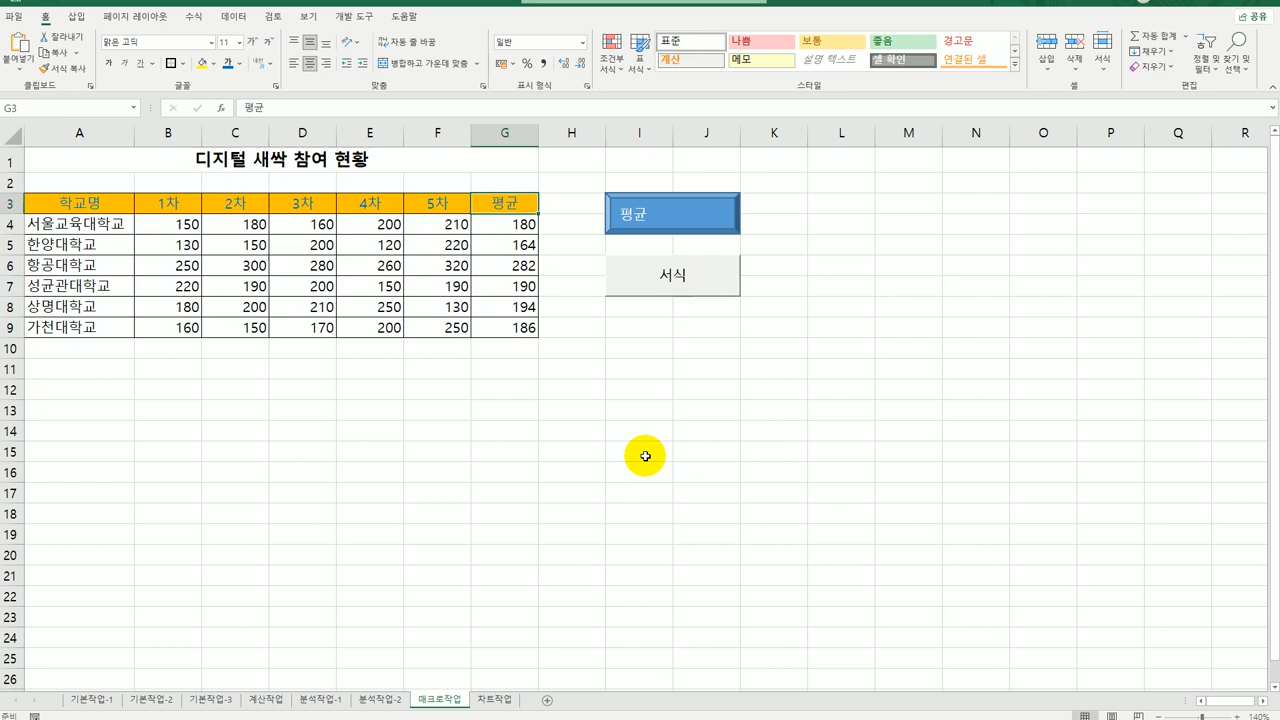 파일 홈 삽입 페이지 레이아웃 수식 데이터 검토 보기 개발 도구 도움말 공유
붙여넣기 잘라내기 복사 서식 복사 클립보드
맑은 고딕 11 가 가 가 가 가 가 글꼴
자동 줄 바꿈 병합하고 가운데 맞춤 맞춤
일반 % 표시 형식
조건부 서식 표 서식 표준 나쁨 보통 좋음 경고문
계산 메모 설명 텍스트 셀 확인 연결된 셀 스타일
삽입 삭제 서식 셀
자동 합계 채우기 지우기 정렬 및 필터 찾기 및 선택 편집
G3 fx 평균
A B C D E F G H I J K L M N O P Q R
1 디지털 새싹 참여 현황
2
3 학교명 1차 2차 3차 4차 5차 평균
4 서울교육대학교 150 180 160 200 210 180
5 한양대학교 130 150 200 120 220 164
6 항공대학교 250 300 280 260 320 282
7 성균관대학교 220 190 200 150 190 190
8 상명대학교 180 200 210 250 130 194
9 가천대학교 160 150 170 200 250 186
평균
서식
10
11
12
13
14
15
16
17
18
19
20
21
22
23
24
25
26
기본작업-1 기본작업-2 기본작업-3 계산작업 분석작업-1 분석작업-2 매크로작업 차트작업
준비 140%